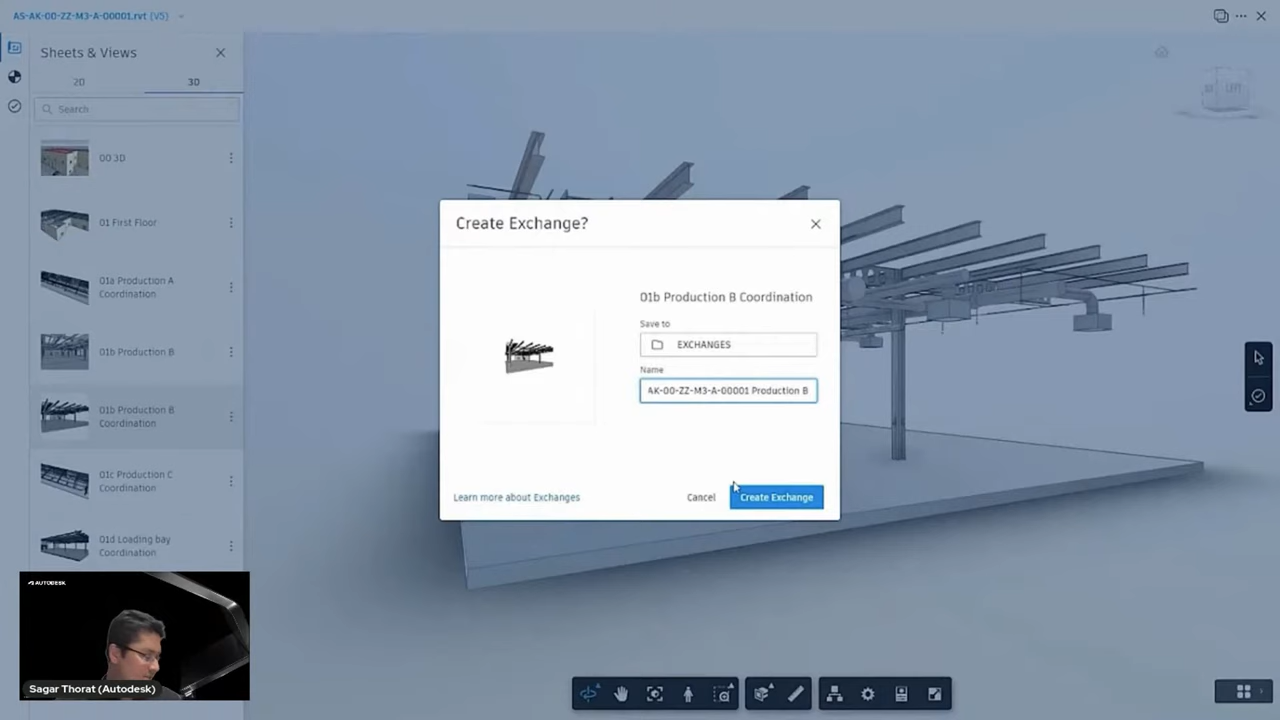 AS-AK-00-ZZ-M3-A-00001.rvt (V5)
Sheets & Views
2D
3D
Search
00 3D
01 First Floor
01a Production A
Coordination
01b Production B
01b Production B
Coordination
01c Production C
Coordination
01d Loading bay
Coordination
Create Exchange?
01b Production B Coordination
Save to
EXCHANGES
Name
AK-00-ZZ-M3-A-00001 Production B
Learn more about Exchanges
Cancel
Create Exchange
LEFT
AUTODESK
Sagar Thorat (Autodesk)